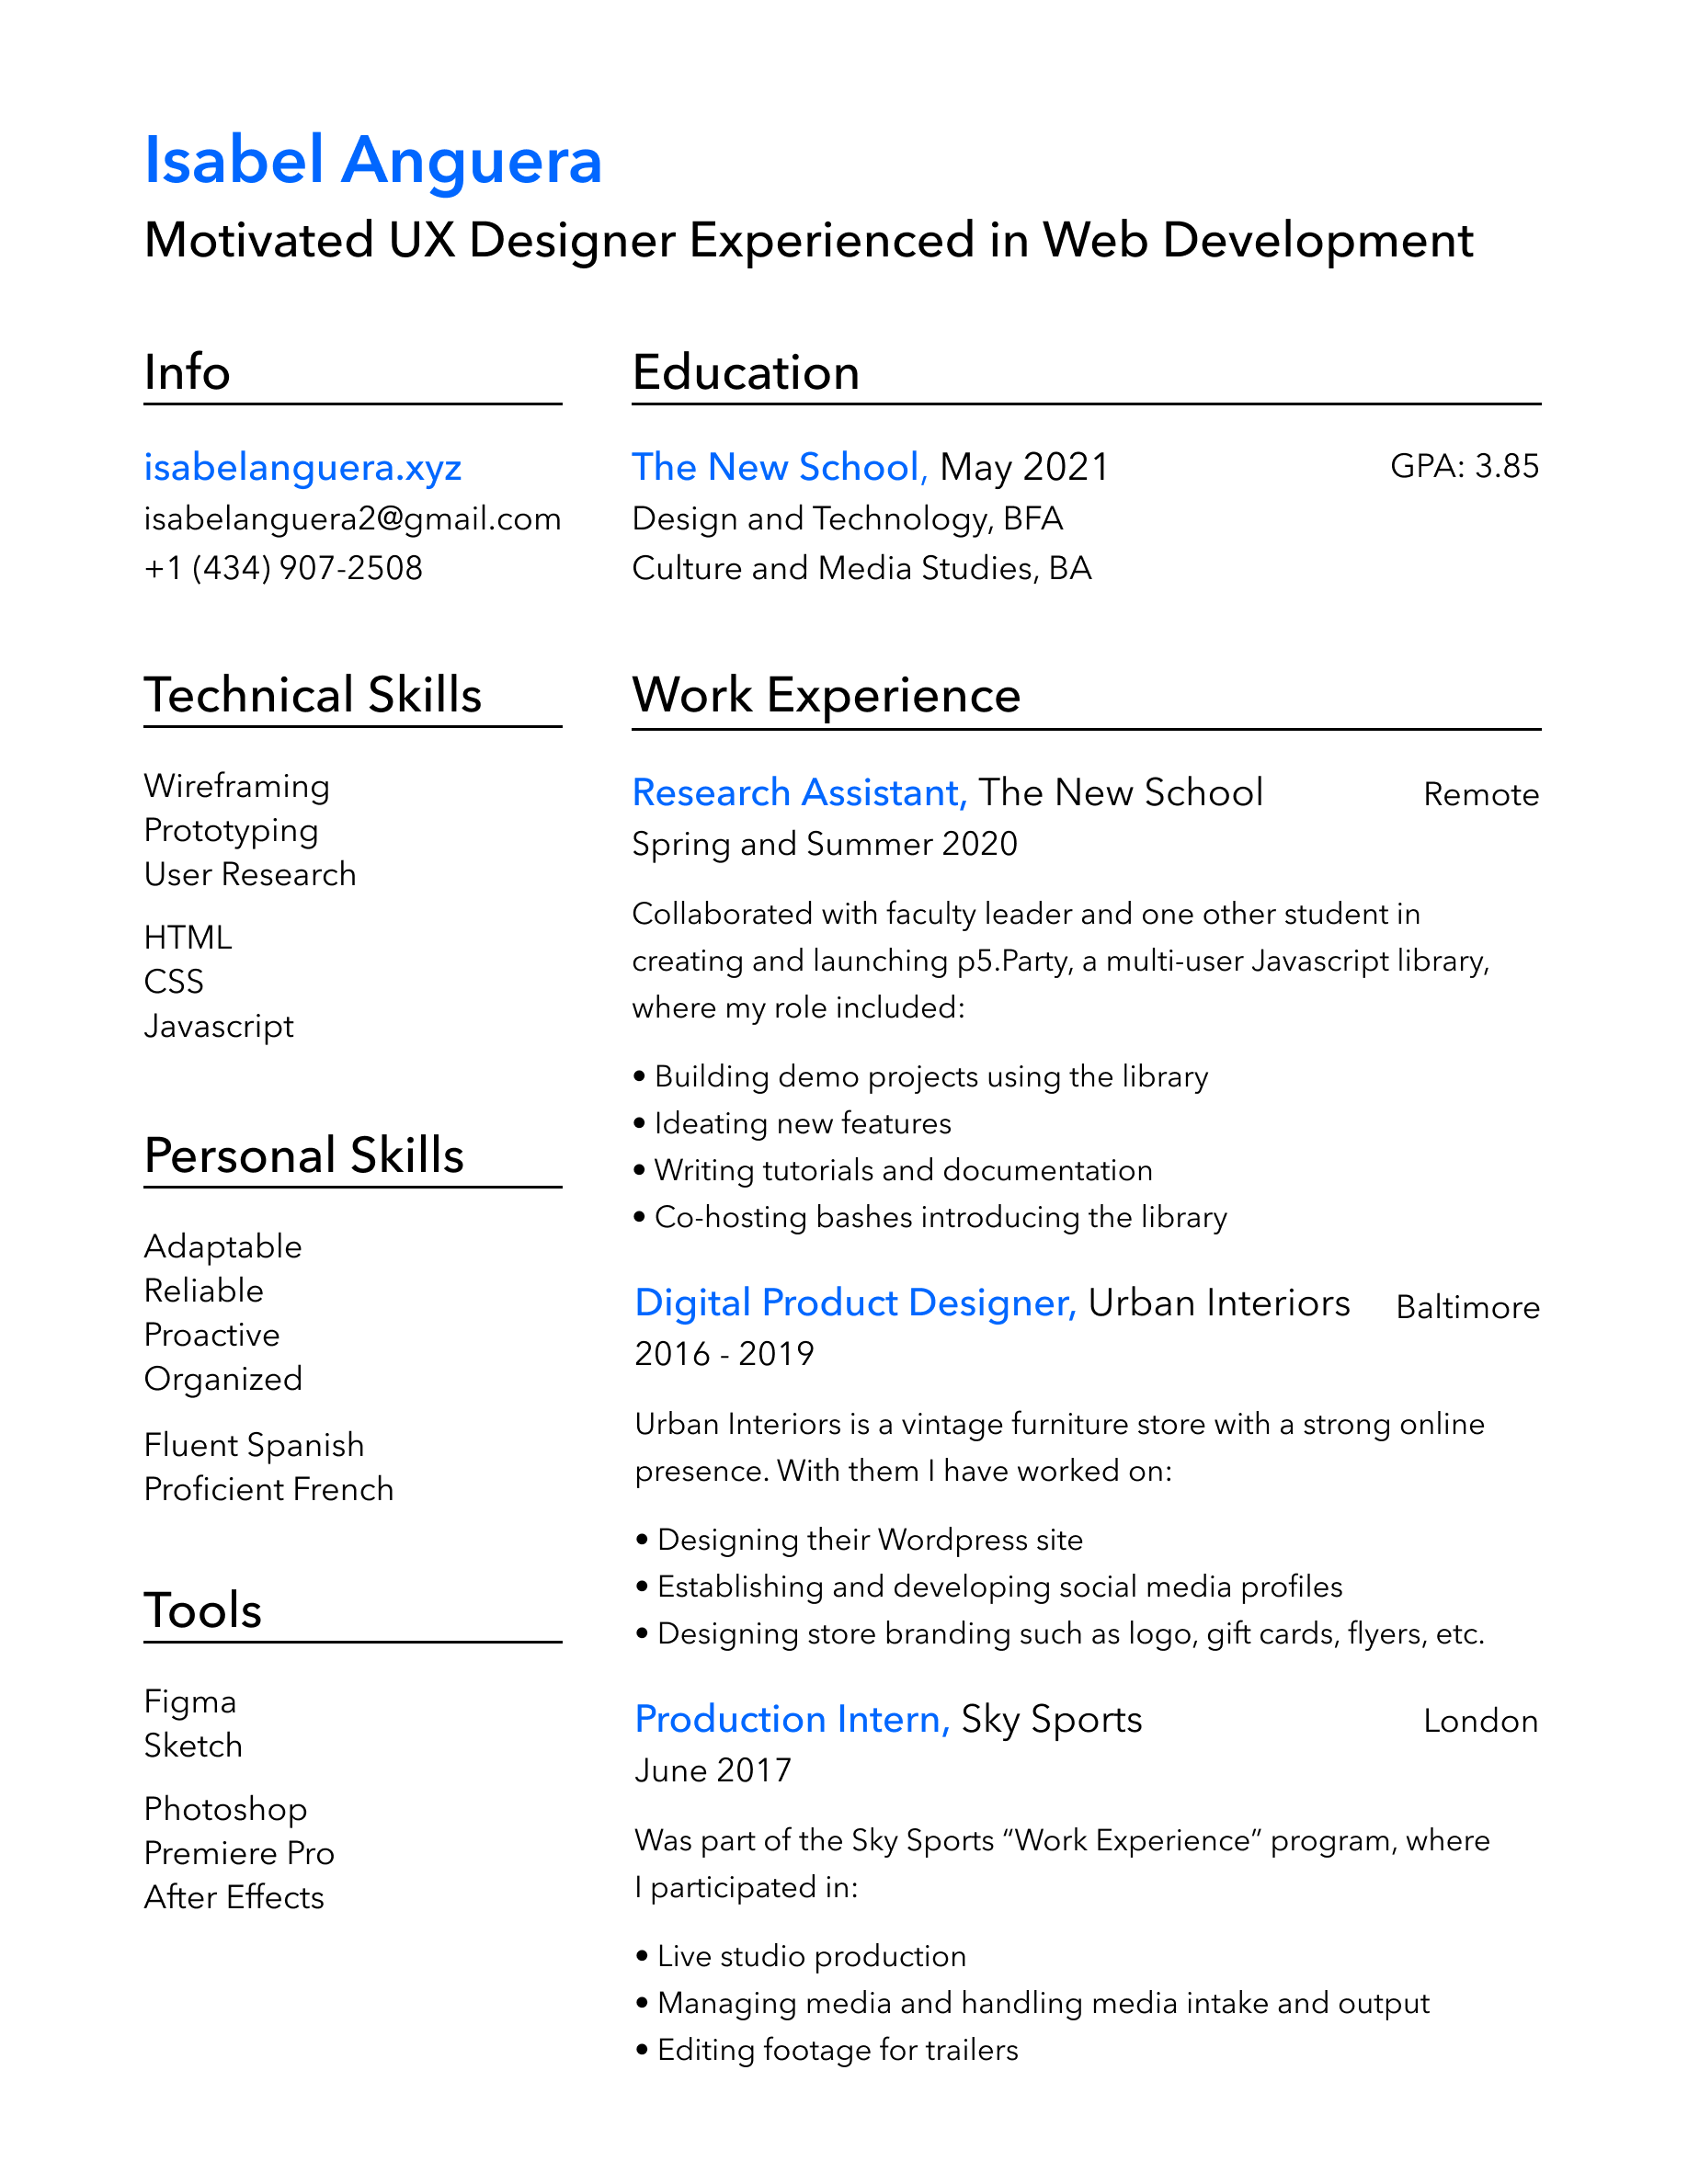 Isabel Anguera
Motivated UX Designer Experienced in Web Development
Info
isabelanguera.xyz
isabelanguera2@gmail.com
+1 (434) 907-2508
Technical Skills
Wireframing
Prototyping
User Research
HTML
CSS
Javascript
Personal Skills
Adaptable
Reliable
Proactive
Organized
Fluent Spanish
Proficient French
Tools
Figma
Sketch
Photoshop
Premiere Pro
After Effects
Education
The New School, May 2021 GPA: 3.85
Design and Technology, BFA
Culture and Media Studies, BA
Work Experience
Research Assistant, The New School Remote
Spring and Summer 2020
Collaborated with faculty leader and one other student in
creating and launching p5.Party, a multi-user Javascript library,
where my role included:
• Building demo projects using the library
• Ideating new features
• Writing tutorials and documentation
• Co-hosting bashes introducing the library
Digital Product Designer, Urban Interiors Baltimore
2016 - 2019
Urban Interiors is a vintage furniture store with a strong online
presence. With them I have worked on:
• Designing their Wordpress site
• Establishing and developing social media profiles
• Designing store branding such as logo, gift cards, flyers, etc.
Production Intern, Sky Sports London
June 2017
Was part of the Sky Sports “Work Experience” program, where
I participated in:
• Live studio production
• Managing media and handling media intake and output
• Editing footage for trailers